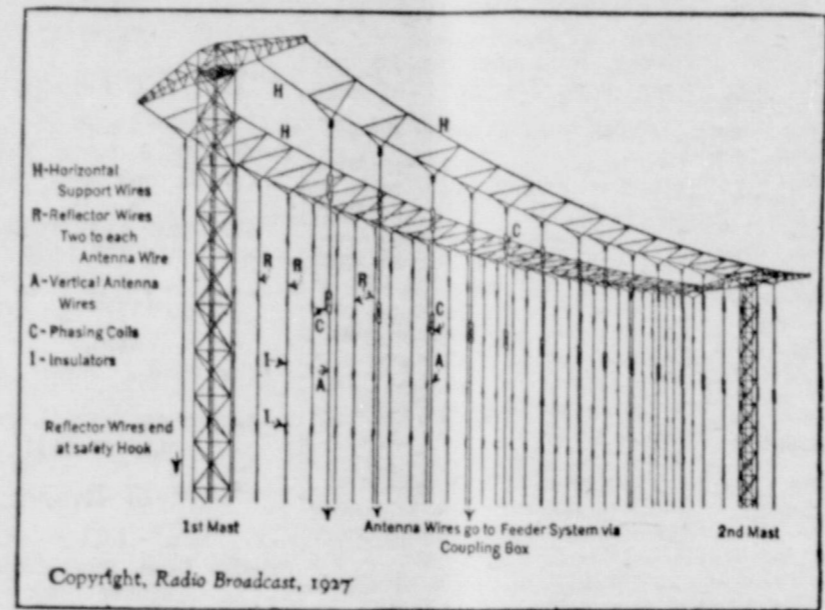 H
H
H
H-Horizontal
Support Wires
R-Reflector Wires
Two to each
Antenna Wire
A-Vertical Antenna
Wires
C-Phasing Coils
I-Insulators
Reflector Wires end
at safety Hook
C
R
R
R
C
C
I
A
A
I
1st Mast
Antenna Wires go to Feeder System via
Coupling Box
2nd Mast
Copyright, Radio Broadcast, 1927